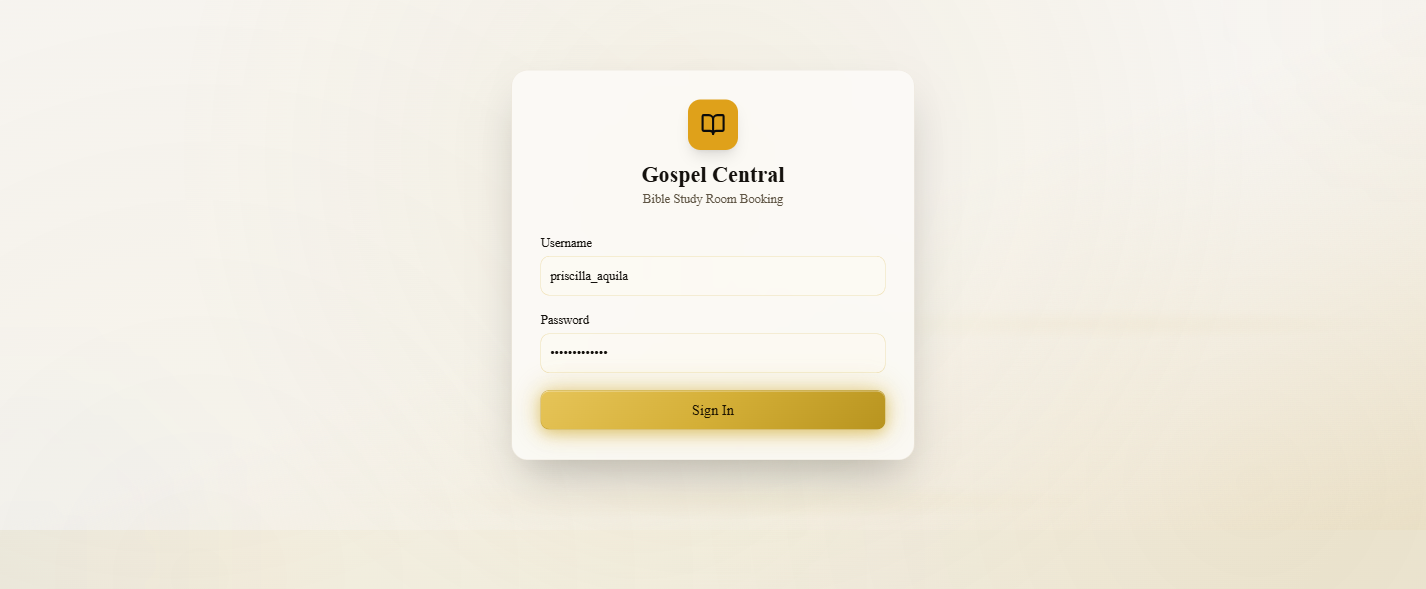 Gospel Central
Bible Study Room Booking
Username
priscilla_aquila
Password
•••••••••••••
Sign In